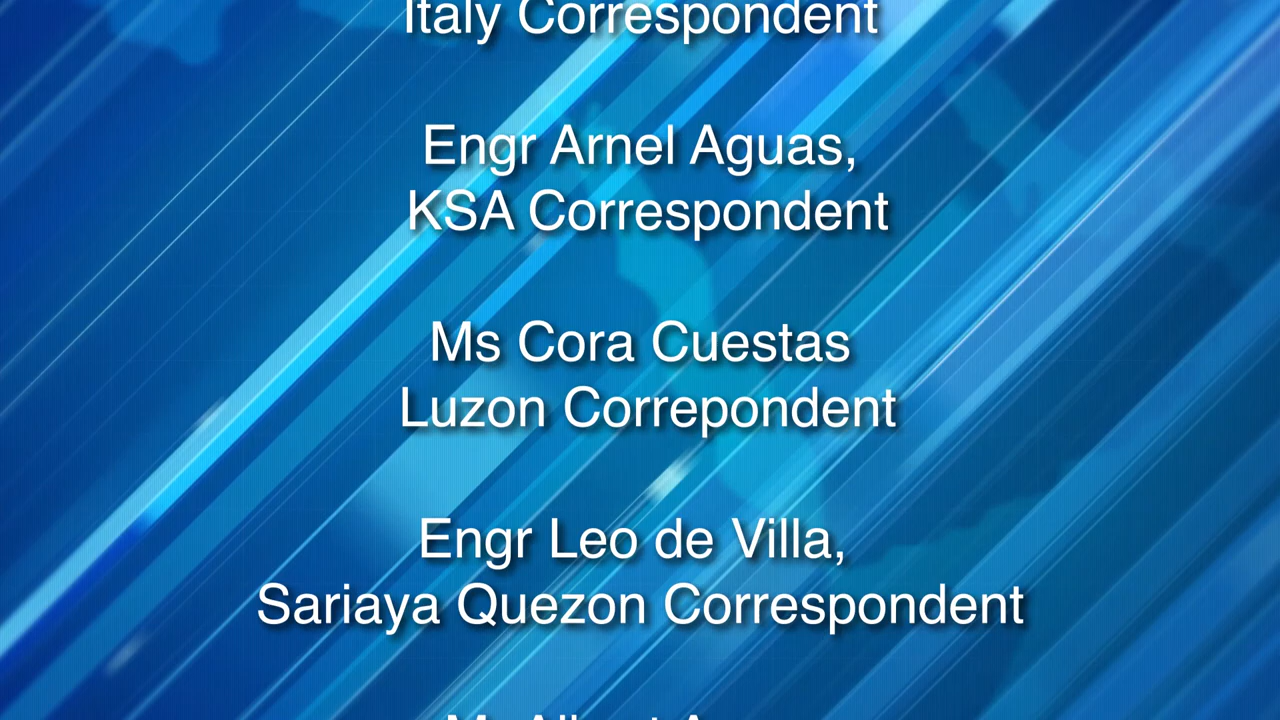 Italy Correspondent
Engr Arnel Aguas,
KSA Correspondent
Ms Cora Cuestas
Luzon Correpondent
Engr Leo de Villa,
Sariaya Quezon Correspondent